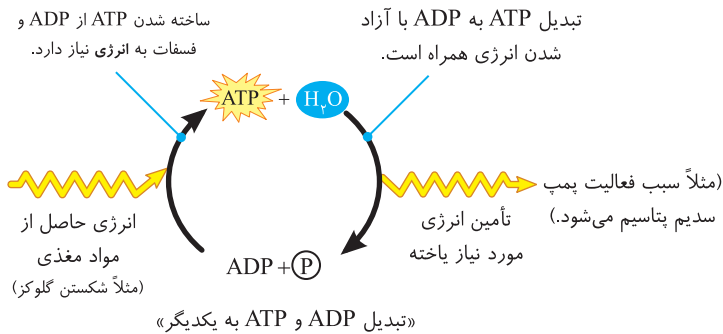 تبدیل ATP به ADP با آزاد
شدن انرژی همراه است.
ساخته شدن ATP از ADP و
فسفات به انرژی نیاز دارد.
ATP + H۲O
(مثلاً سبب فعالیت پمپ
سدیم پتاسیم می‌شود.)
تأمین انرژی
مورد نیاز یاخته
انرژی حاصل از
مواد مغذی
(مثلاً شکستن گلوکز)
ADP + P
«تبدیل ADP و ATP به یکدیگر»